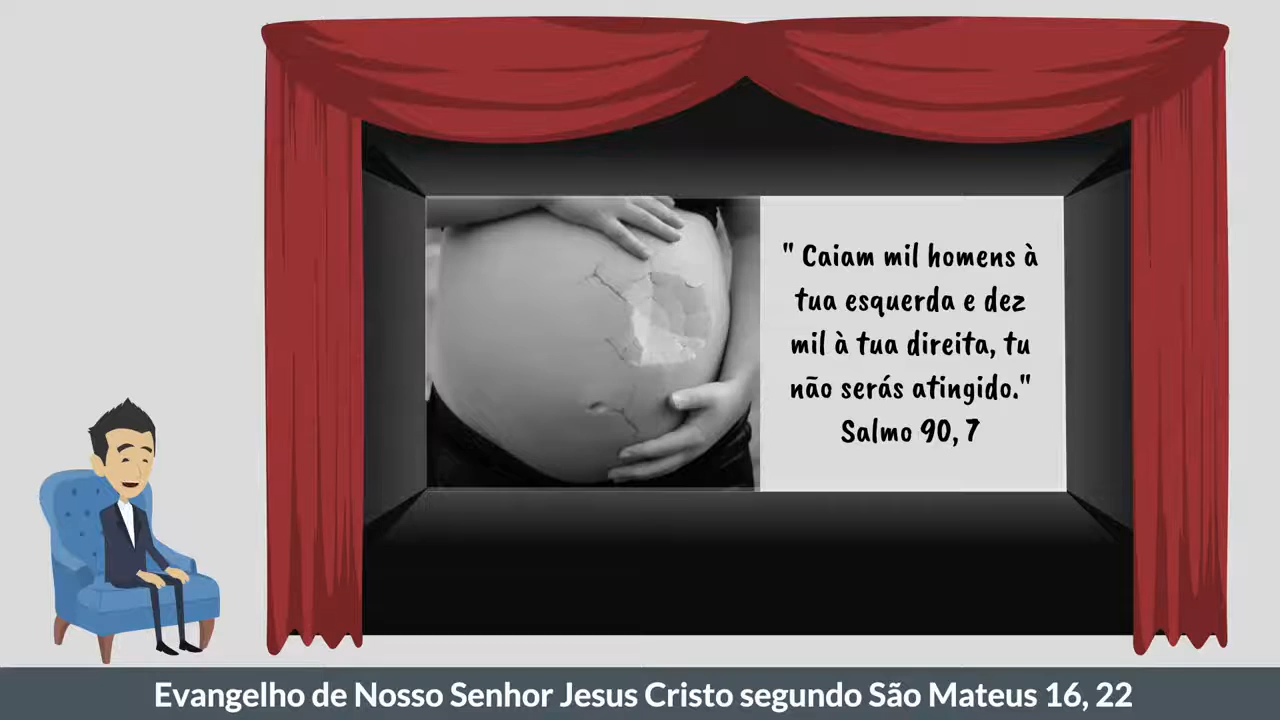 " Caiam mil homens à
tua esquerda e dez
mil à tua direita, tu
não serás atingido."
Salmo 90, 7
Evangelho de Nosso Senhor Jesus Cristo segundo São Mateus 16, 22